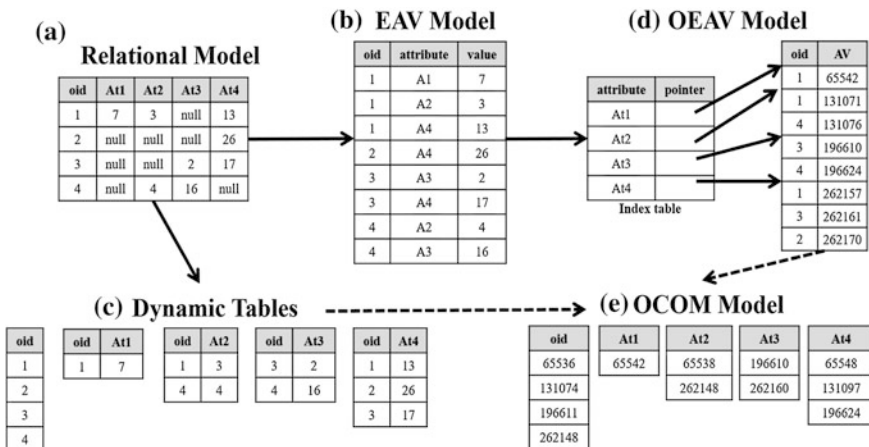 (a)
Relational Model
oid At1 At2 At3 At4
1 7 3 null 13
2 null null null 26
3 null null 2 17
4 null 4 16 null
(b)
EAV Model
oid attribute value
1 A1 7
1 A2 3
1 A4 13
2 A4 26
3 A3 2
3 A4 17
4 A2 4
4 A3 16
(d)
OEAV Model
attribute pointer
At1
At2
At3
At4
Index table
oid AV
1 65542
1 131071
4 131076
3 196610
4 196624
1 262157
3 262161
2 262170
(c) Dynamic Tables
oid
1
2
3
4
oid At1
1 7
oid At2
1 3
4 4
oid At3
3 2
4 16
oid At4
1 13
2 26
3 17
(e) OCOM Model
oid
65536
131074
196611
262148
At1
65542
At2
65538
262148
At3
196610
262160
At4
65548
131097
196624